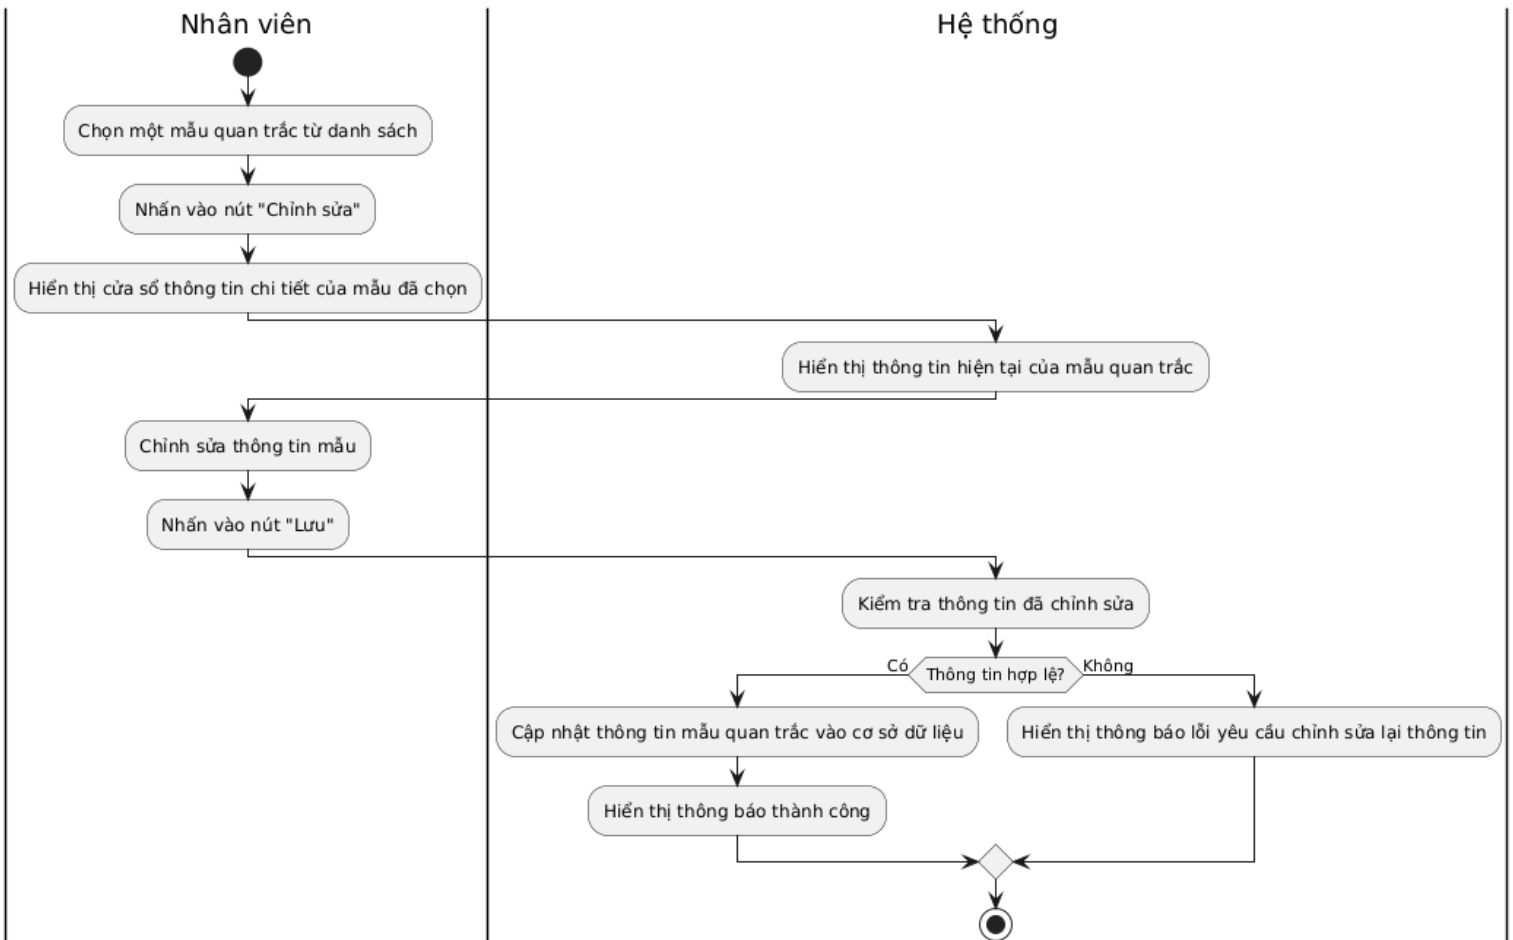 Nhân viên
Hệ thống
Chọn một mẫu quan trắc từ danh sách
Nhấn vào nút "Chỉnh sửa"
Hiển thị cửa sổ thông tin chi tiết của mẫu đã chọn
Hiển thị thông tin hiện tại của mẫu quan trắc
Chỉnh sửa thông tin mẫu
Nhấn vào nút "Lưu"
Kiểm tra thông tin đã chỉnh sửa
Có
Thông tin hợp lệ?
Không
Cập nhật thông tin mẫu quan trắc vào cơ sở dữ liệu
Hiển thị thông báo lỗi yêu cầu chỉnh sửa lại thông tin
Hiển thị thông báo thành công